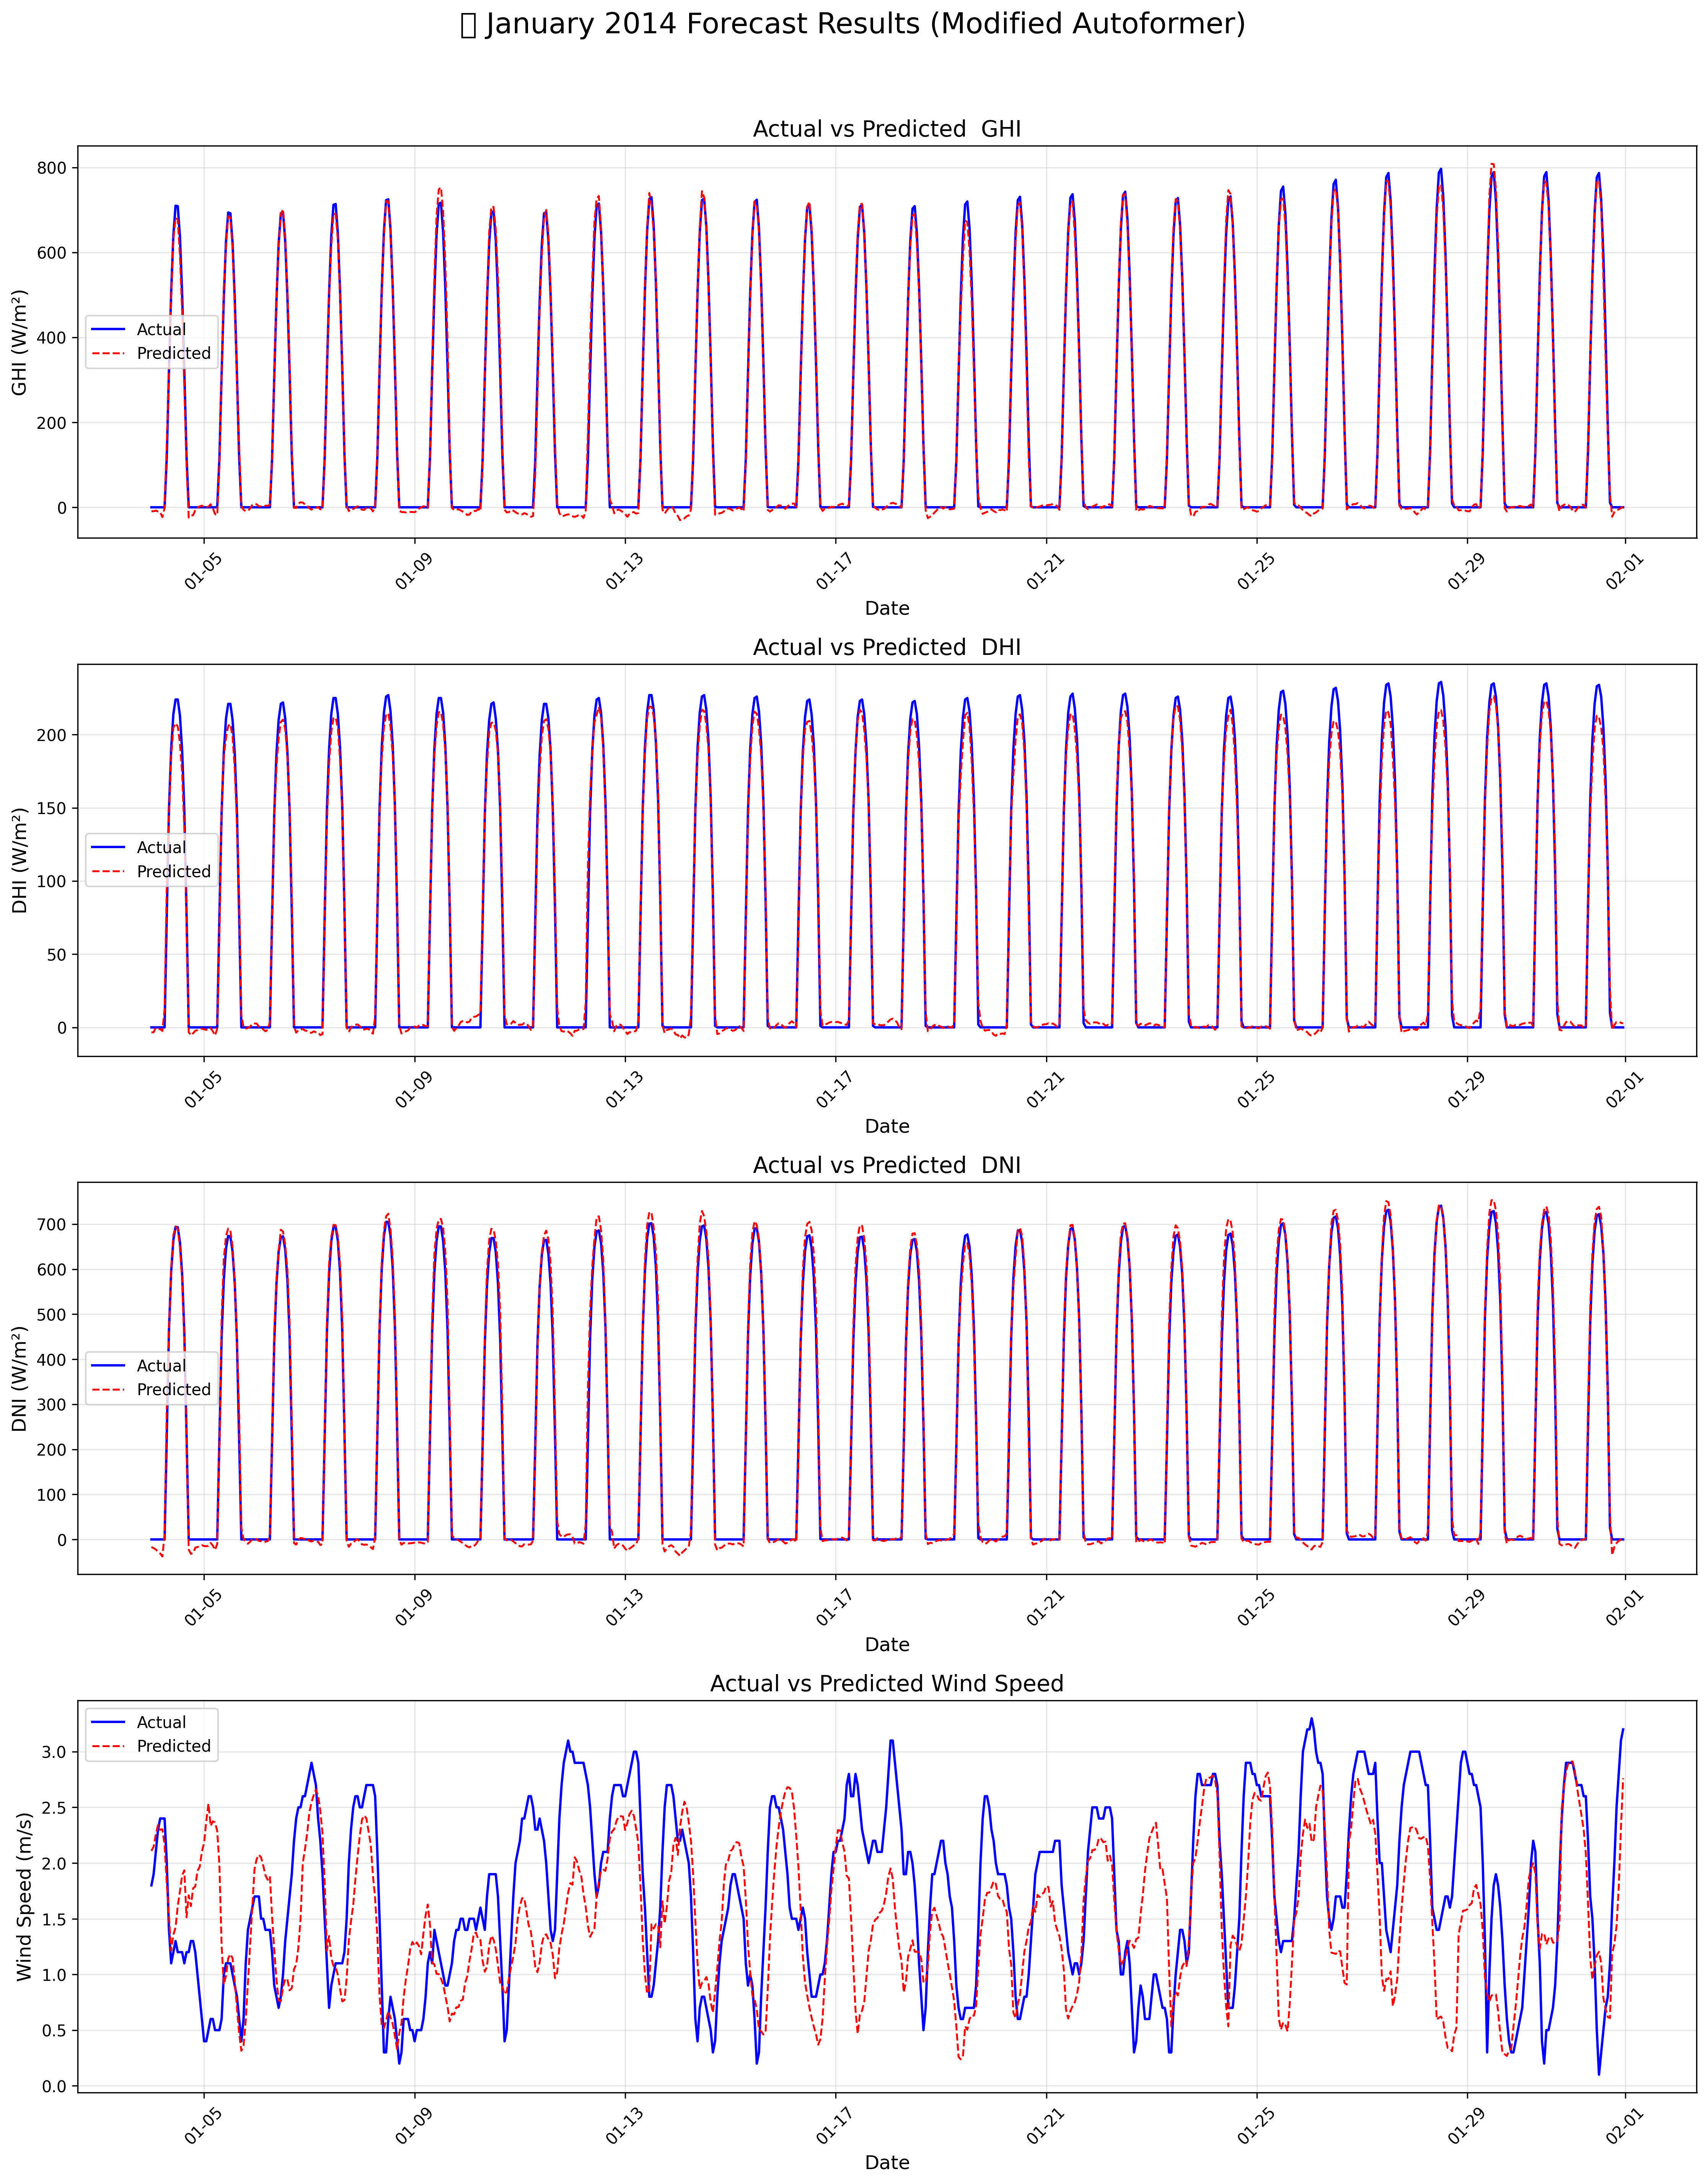 ▯ January 2014 Forecast Results (Modified Autoformer)
Actual vs Predicted  GHI
GHI (W/m²)
800
600
400
200
0
Actual
Predicted
01-05
01-09
01-13
01-17
01-21
01-25
01-29
02-01
Date
Actual vs Predicted  DHI
DHI (W/m²)
200
150
100
50
0
Actual
Predicted
01-05
01-09
01-13
01-17
01-21
01-25
01-29
02-01
Date
Actual vs Predicted  DNI
DNI (W/m²)
700
600
500
400
300
200
100
0
Actual
Predicted
01-05
01-09
01-13
01-17
01-21
01-25
01-29
02-01
Date
Actual vs Predicted Wind Speed
Wind Speed (m/s)
3.0
2.5
2.0
1.5
1.0
0.5
0.0
Actual
Predicted
01-05
01-09
01-13
01-17
01-21
01-25
01-29
02-01
Date